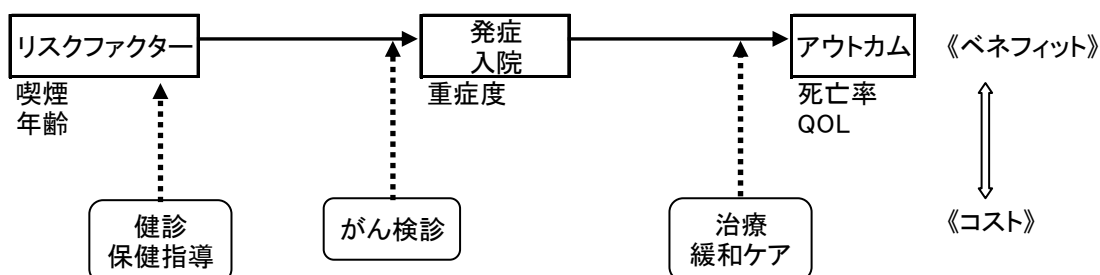 リスクファクター
発症
入院
アウトカム
《ベネフィット》
喫煙
年齢
重症度
死亡率
QOL
健診
保健指導
がん検診
治療
緩和ケア
《コスト》